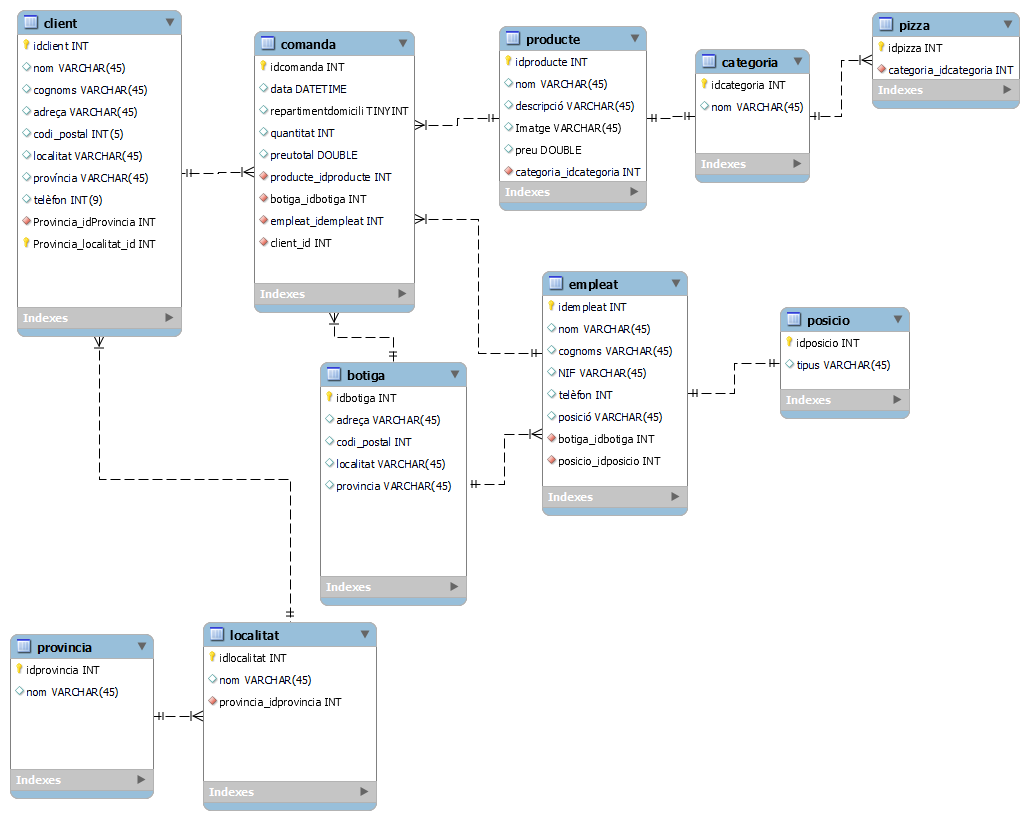 client
idclient INT
nom VARCHAR(45)
cognoms VARCHAR(45)
adreça VARCHAR(45)
codi_postal INT(5)
localitat VARCHAR(45)
província VARCHAR(45)
telèfon INT(9)
Provincia_idProvincia INT
Provincia_localitat_id INT
Indexes
comanda
idcomanda INT
data DATETIME
repartimentdomicili TINYINT
quantitat INT
preutotal DOUBLE
producte_idproducte INT
botiga_idbotiga INT
empleat_idempleat INT
client_id INT
Indexes
producte
idproducte INT
nom VARCHAR(45)
descripció VARCHAR(45)
Imatge VARCHAR(45)
preu DOUBLE
categoria_idcategoria INT
Indexes
categoria
idcategoria INT
nom VARCHAR(45)
Indexes
pizza
idpizza INT
categoria_idcategoria INT
Indexes
empleat
idempleat INT
nom VARCHAR(45)
cognoms VARCHAR(45)
NIF VARCHAR(45)
telèfon INT
posició VARCHAR(45)
botiga_idbotiga INT
posicio_idposicio INT
Indexes
posicio
idposicio INT
tipus VARCHAR(45)
Indexes
botiga
idbotiga INT
adreça VARCHAR(45)
codi_postal INT
localitat VARCHAR(45)
provincia VARCHAR(45)
Indexes
provincia
idprovincia INT
nom VARCHAR(45)
Indexes
localitat
idlocalitat INT
nom VARCHAR(45)
provincia_idprovincia INT
Indexes